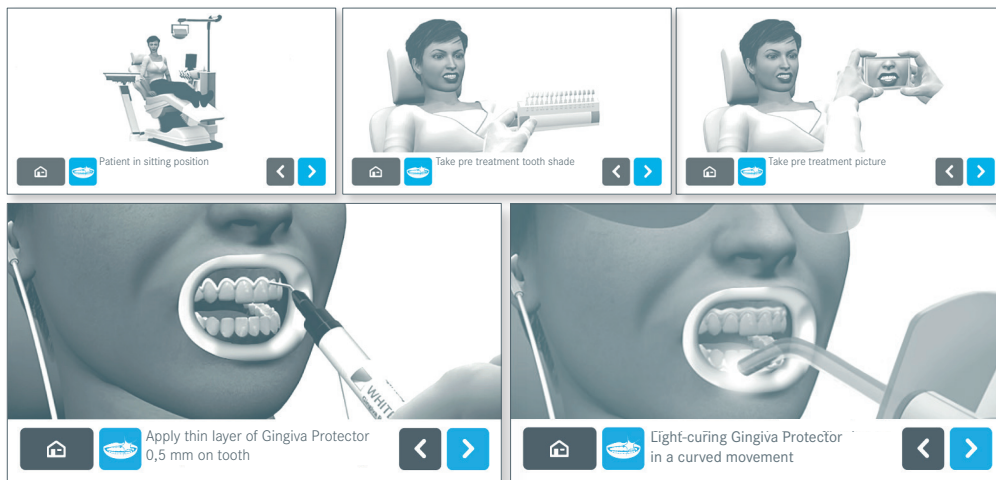 Patient in sitting position
Take pre treatment tooth shade
Take pre treatment picture
WHITE
Apply thin layer of Gingiva Protector
0,5 mm on tooth
Light-curing Gingiva Protector
in a curved movement